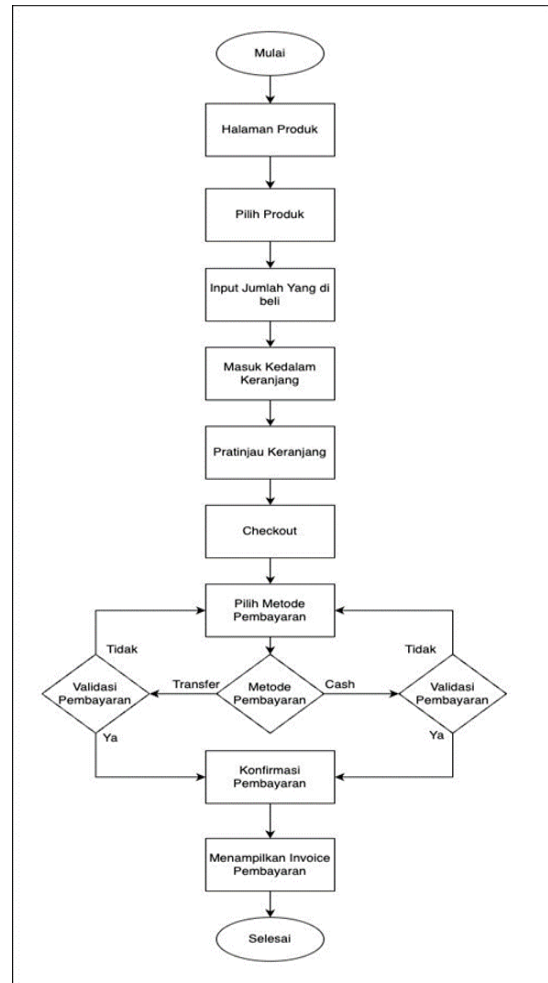 Mulai
Halaman Produk
Pilih Produk
Input Jumlah Yang di
beli
Masuk Kedalam
Keranjang
Pratinjau Keranjang
Checkout
Pilih Metode
Pembayaran
Tidak
Tidak
Validasi
Pembayaran
Transfer
Metode
Pembayaran
Cash
Validasi
Pembayaran
Ya
Ya
Konfirmasi
Pembayaran
Menampilkan Invoice
Pembayaran
Selesai